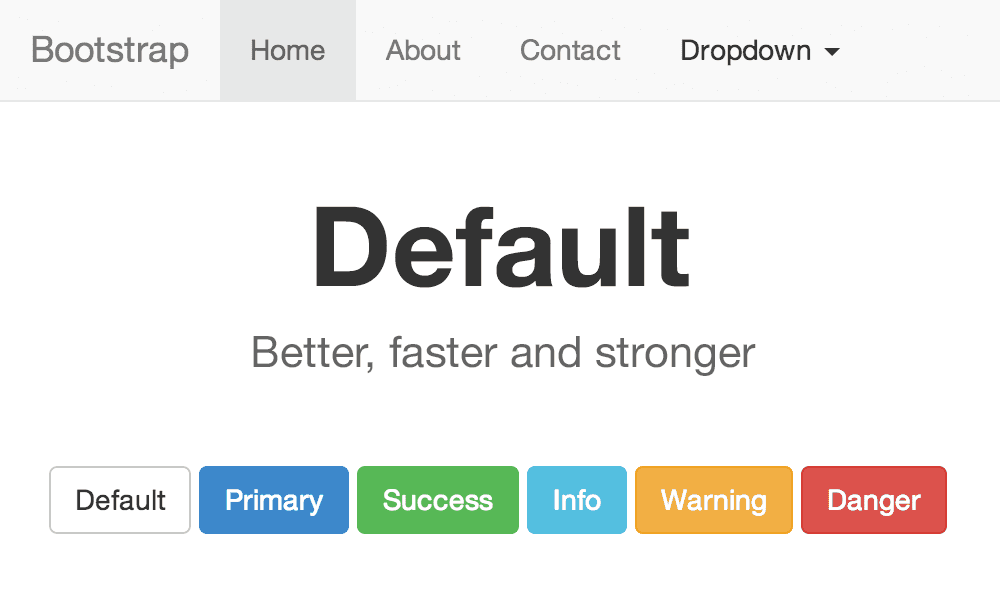 Bootstrap Home About Contact Dropdown
Default
Better, faster and stronger
Default Primary Success Info Warning Danger